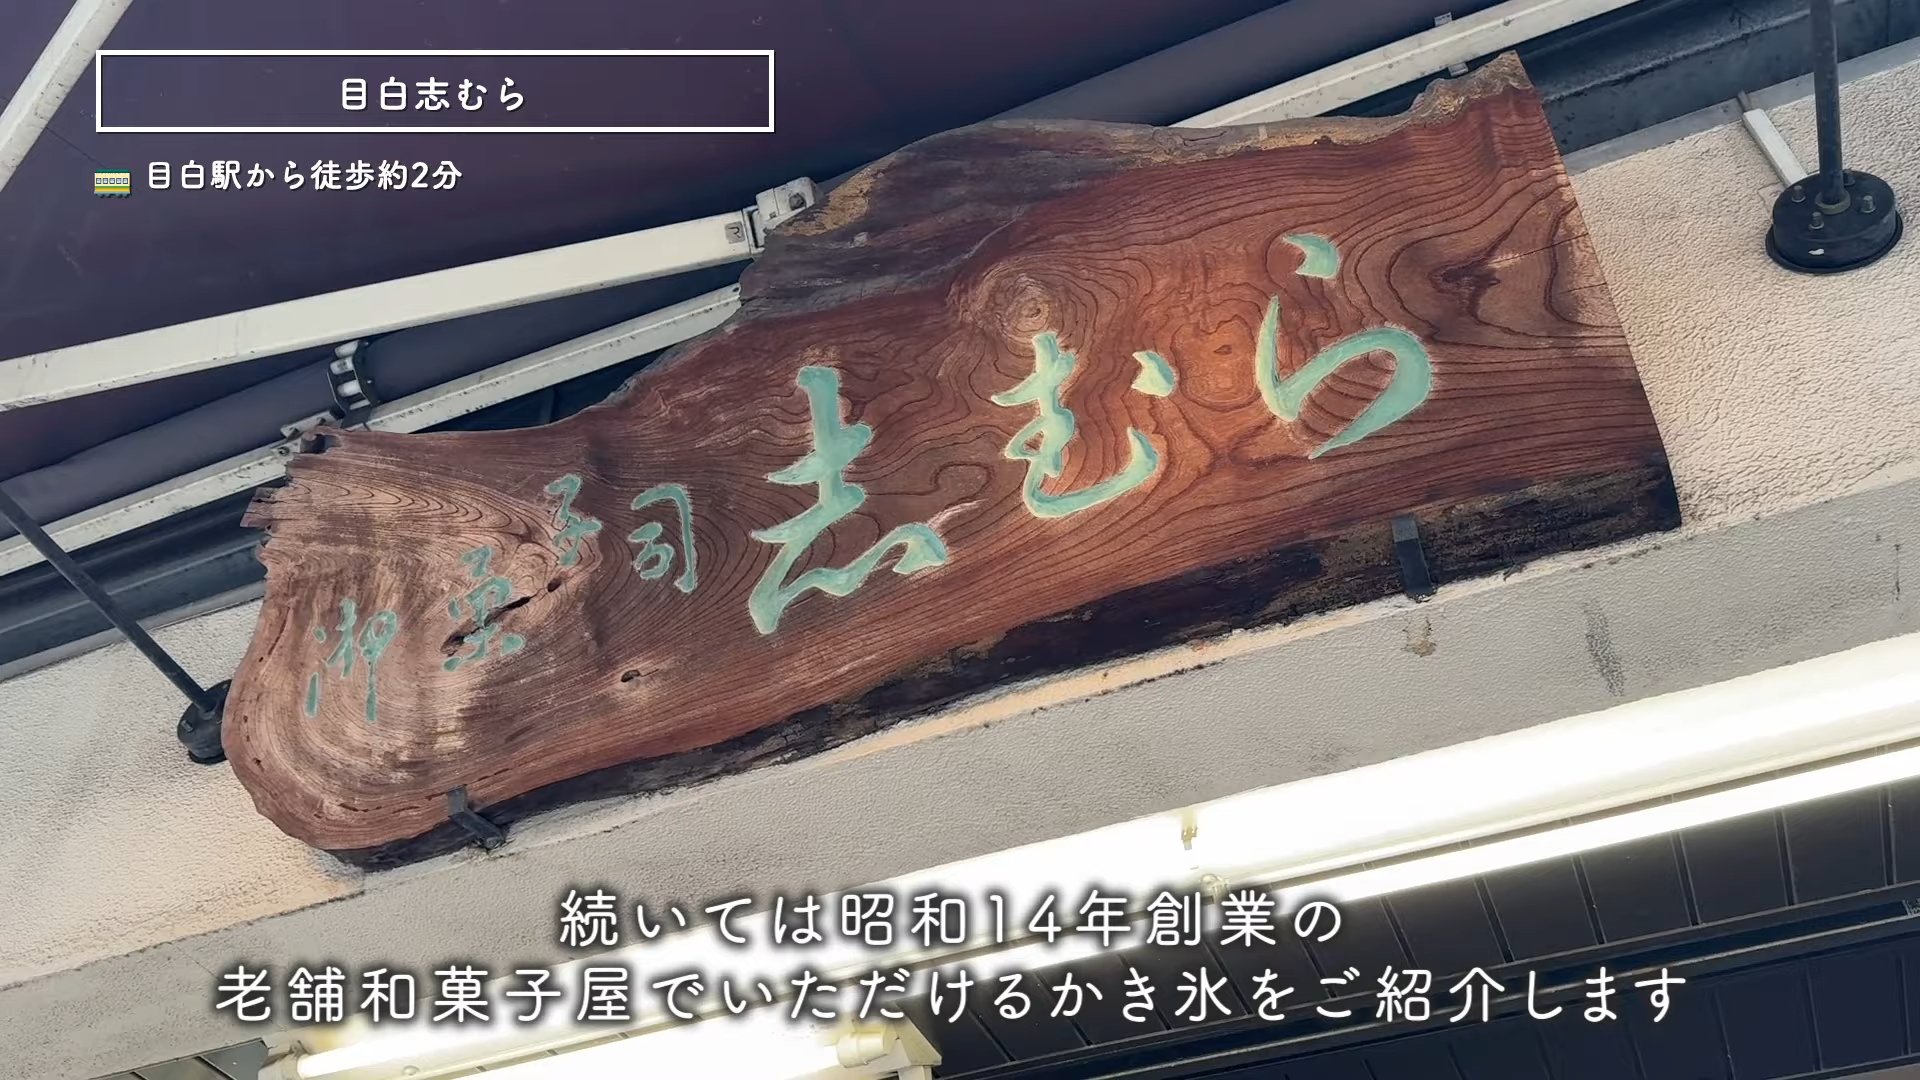 目白志むら
目白駅から徒歩約2分
御菓子司 志むら
続いては昭和14年創業の
老舗和菓子屋でいただけるかき氷をご紹介します